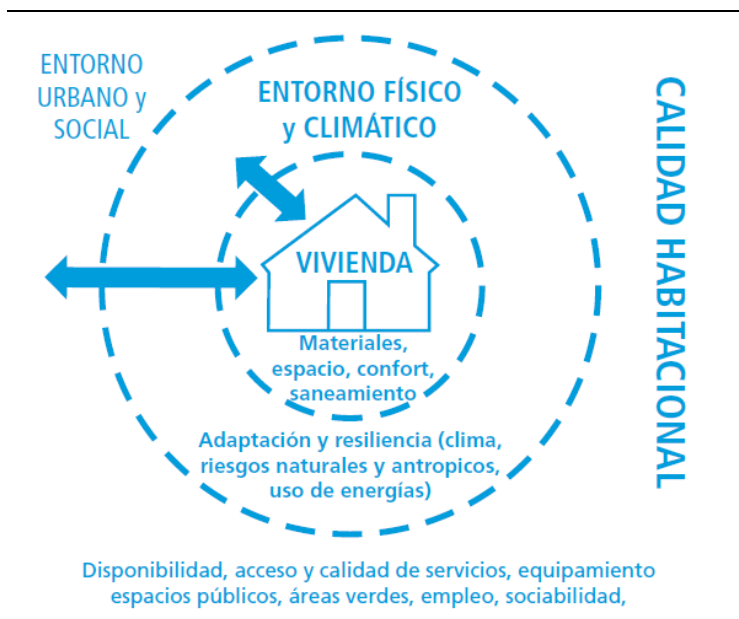 ENTORNO
URBANO y
SOCIAL
ENTORNO FÍSICO
y CLIMÁTICO
VIVIENDA
Materiales,
espacio, confort,
saneamiento
Adaptación y resiliencia (clima,
riesgos naturales y antropicos,
uso de energías)
Disponibilidad, acceso y calidad de servicios, equipamiento
espacios públicos, áreas verdes, empleo, sociabilidad,
CALIDAD HABITACIONAL